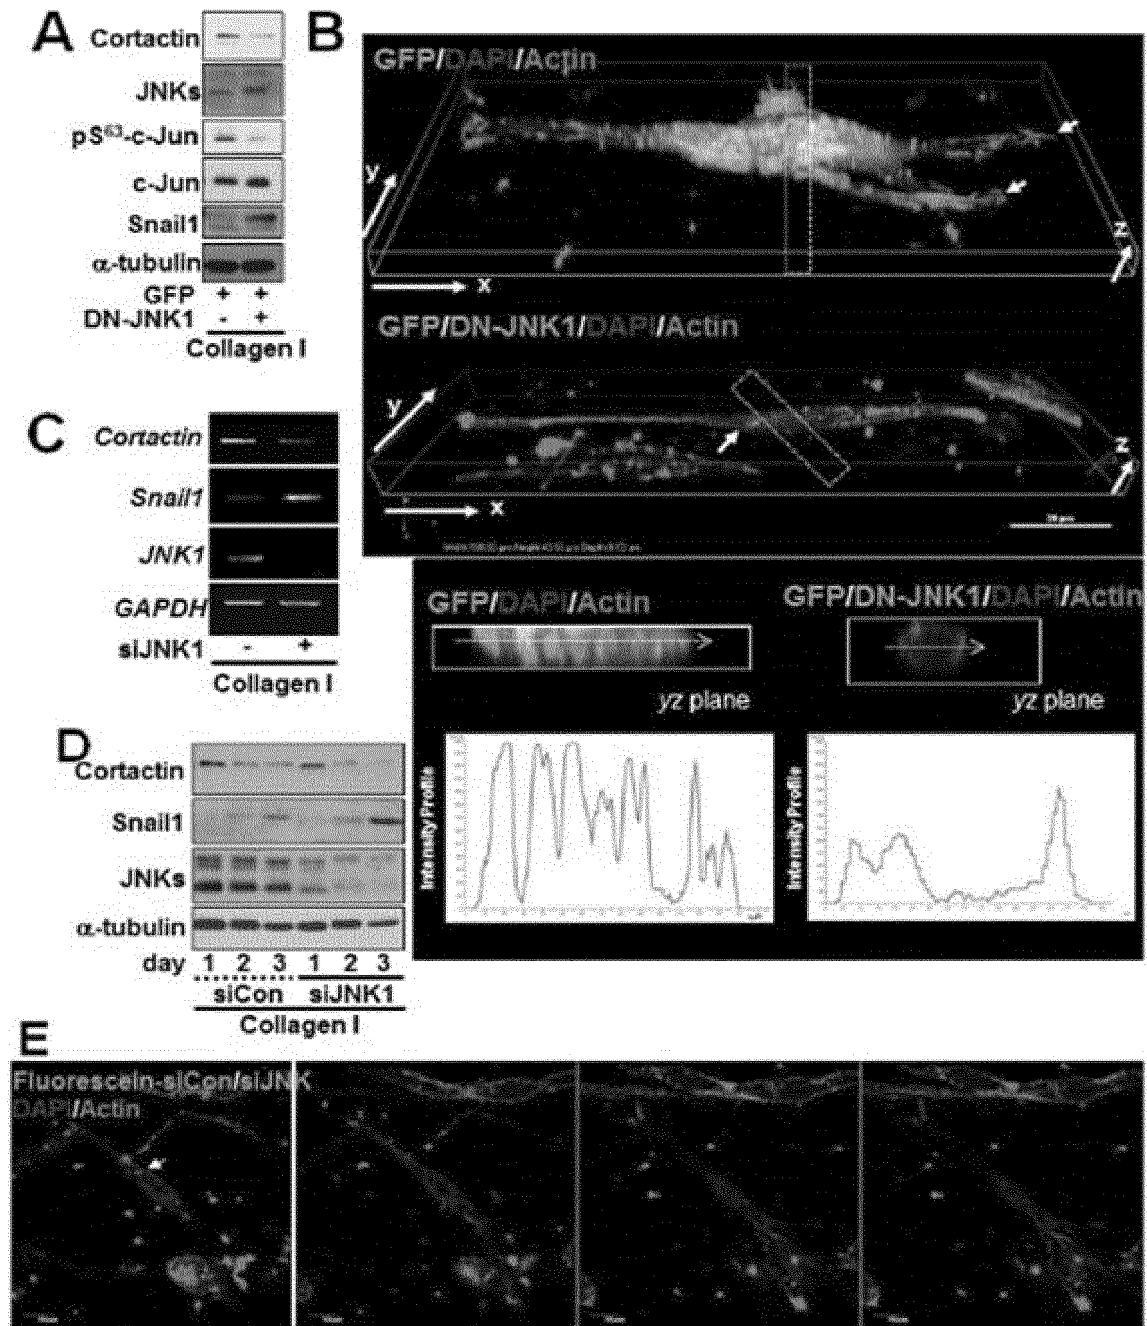 A
Cortactin
JNKs
pS⁶³-c-Jun
c-Jun
Snail1
α-tubulin
GFP + +
DN-JNK1 - +
Collagen I
B
GFP/DAPI/Actin
y
z
x
GFP/DN-JNK1/DAPI/Actin
y
z
x
GFP/DAPI/Actin
GFP/DN-JNK1/DAPI/Actin
yz plane
yz plane
Intensity Profile
Intensity Profile
C
Cortactin
Snail1
JNK1
GAPDH
siJNK1 - +
Collagen I
D
Cortactin
Snail1
JNKs
α-tubulin
day 1 2 3 1 2 3
siCon siJNK1
Collagen I
E
Fluorescein-siCon/siJNK
DAPI/Actin